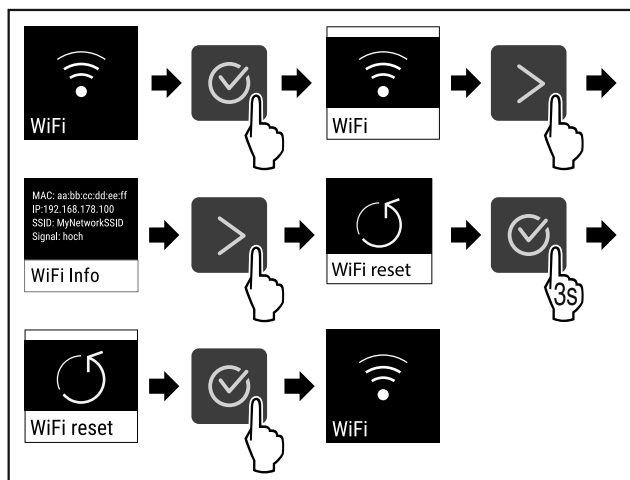 WiFi
WiFi
MAC: aa:bb:cc:dd:ee:ff
IP:192.168.178.100
SSID: MyNetworkSSID
Signal: hoch
WiFi Info
WiFi reset
3s
WiFi reset
WiFi